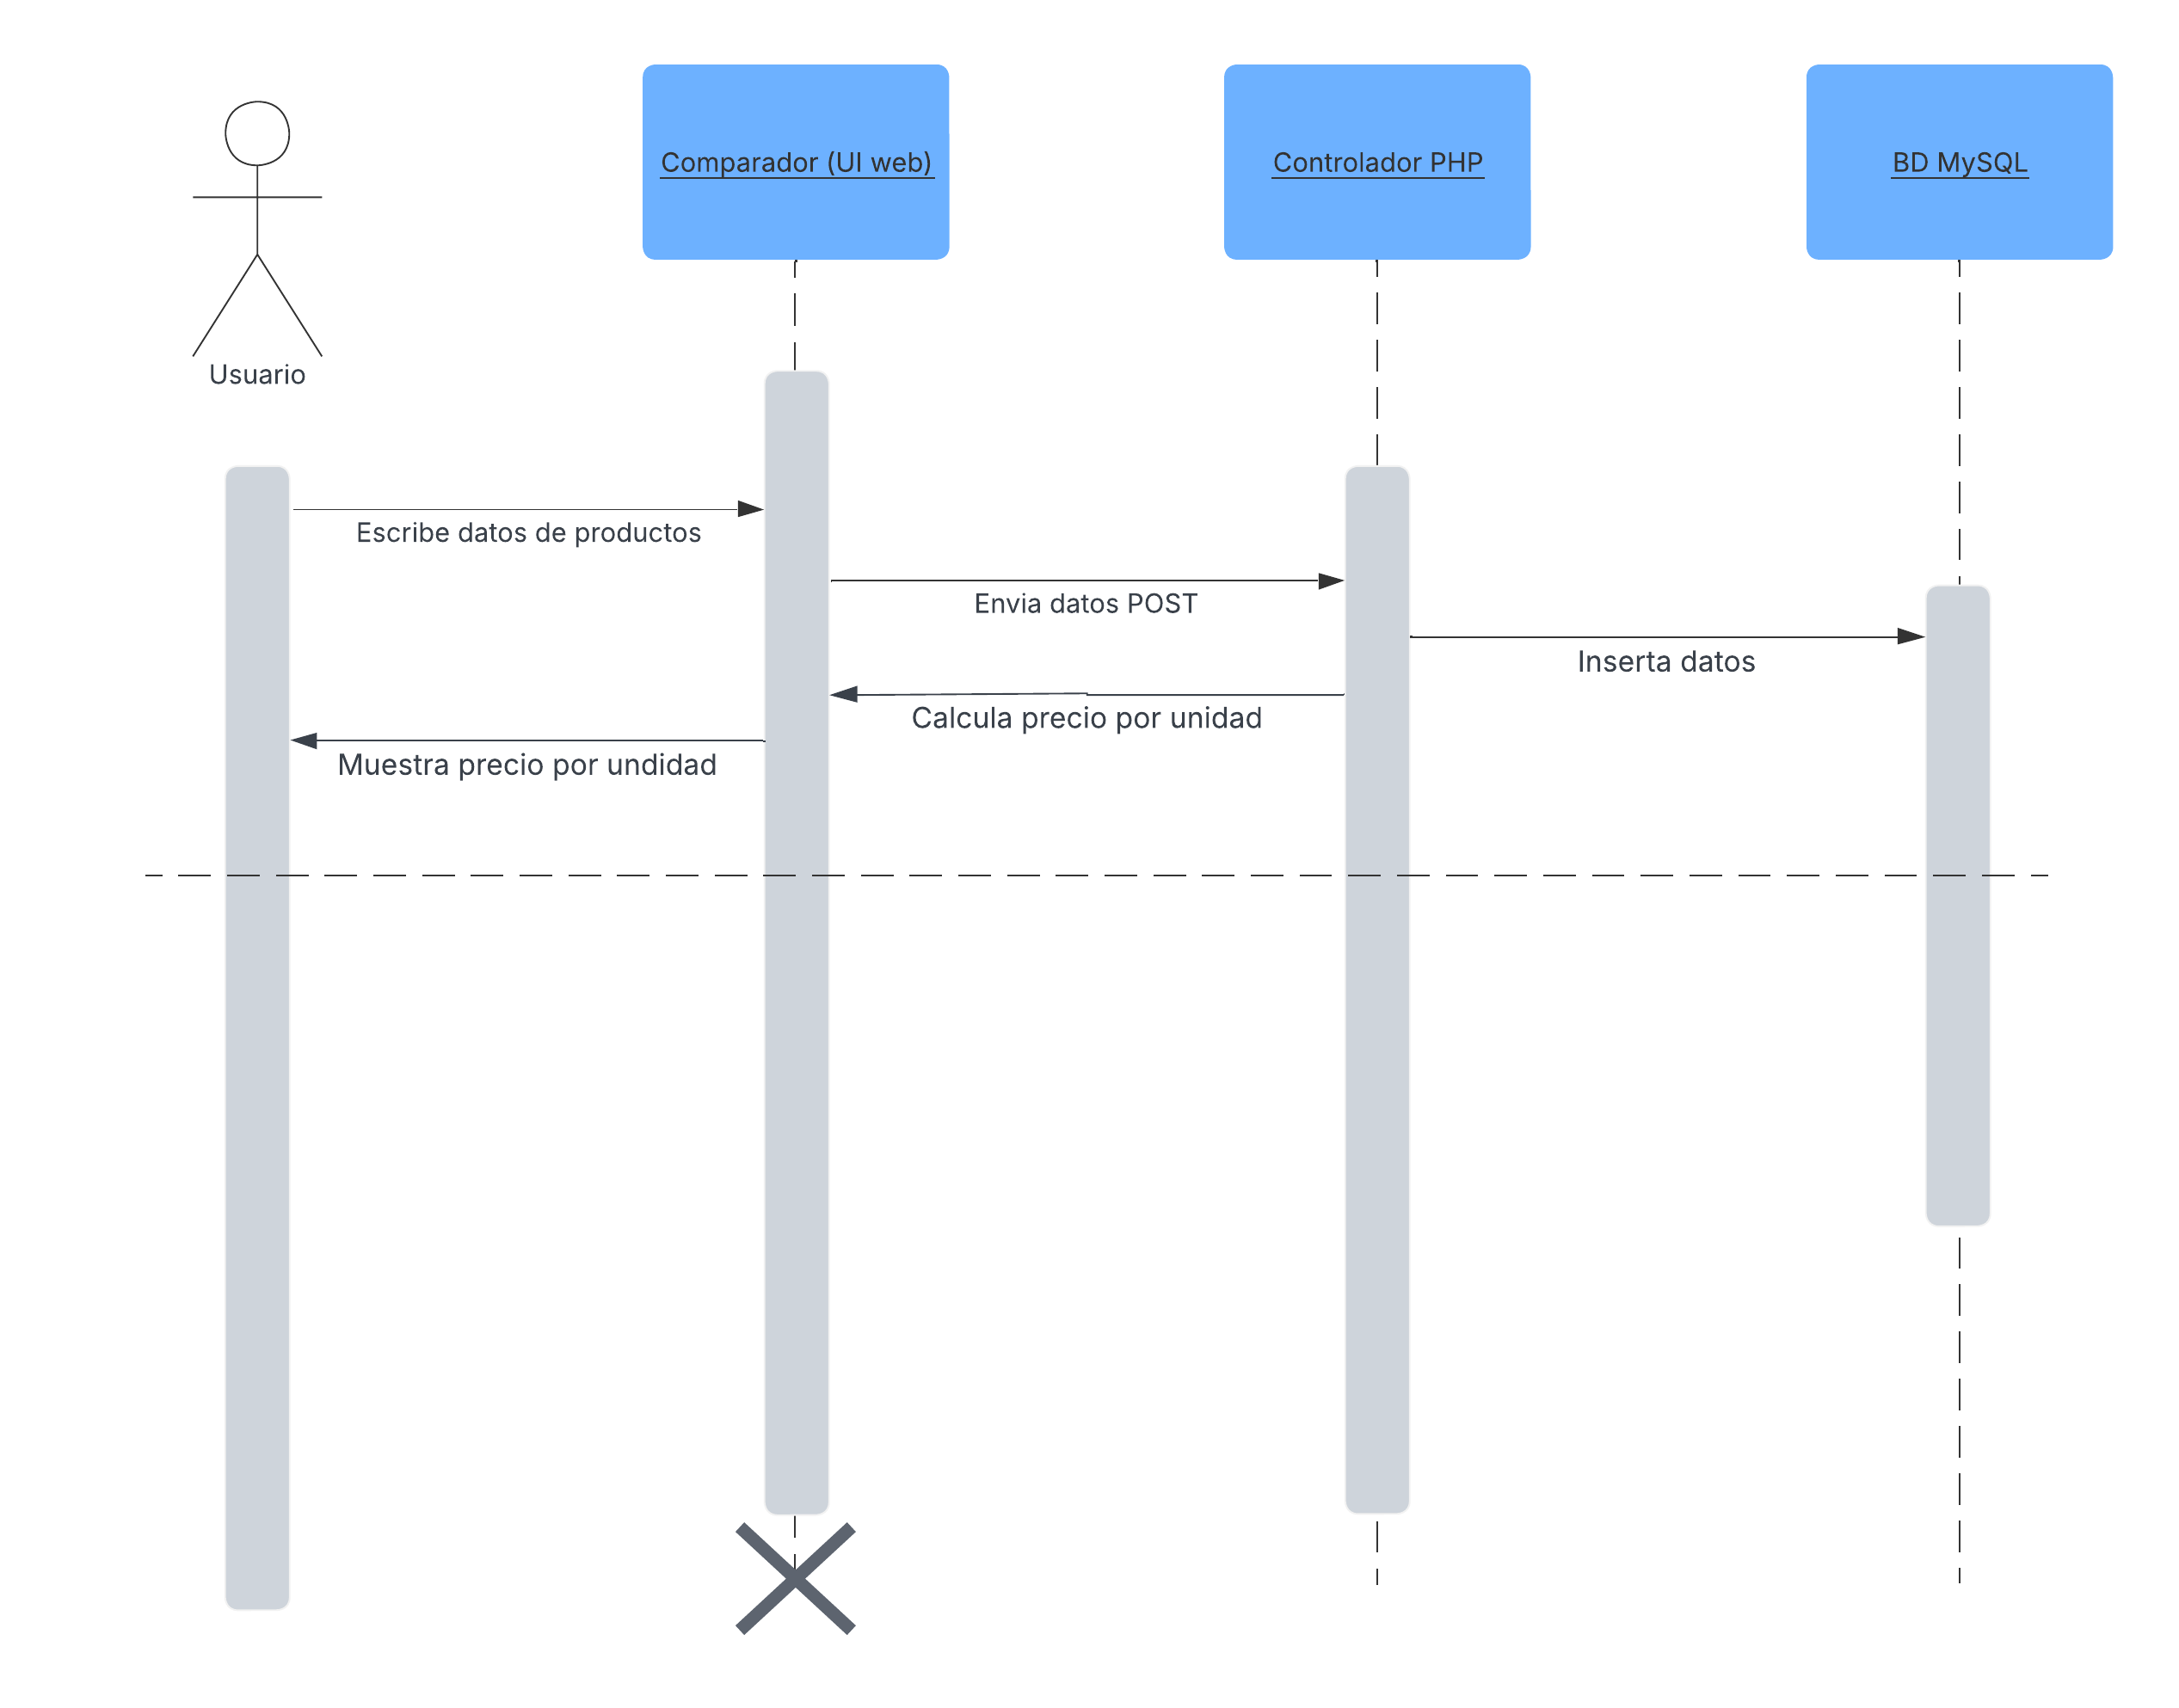 Comparador (UI web)
Controlador PHP
BD MySQL
Usuario
Escribe datos de productos
Envia datos POST
Inserta datos
Calcula precio por unidad
Muestra precio por undidad